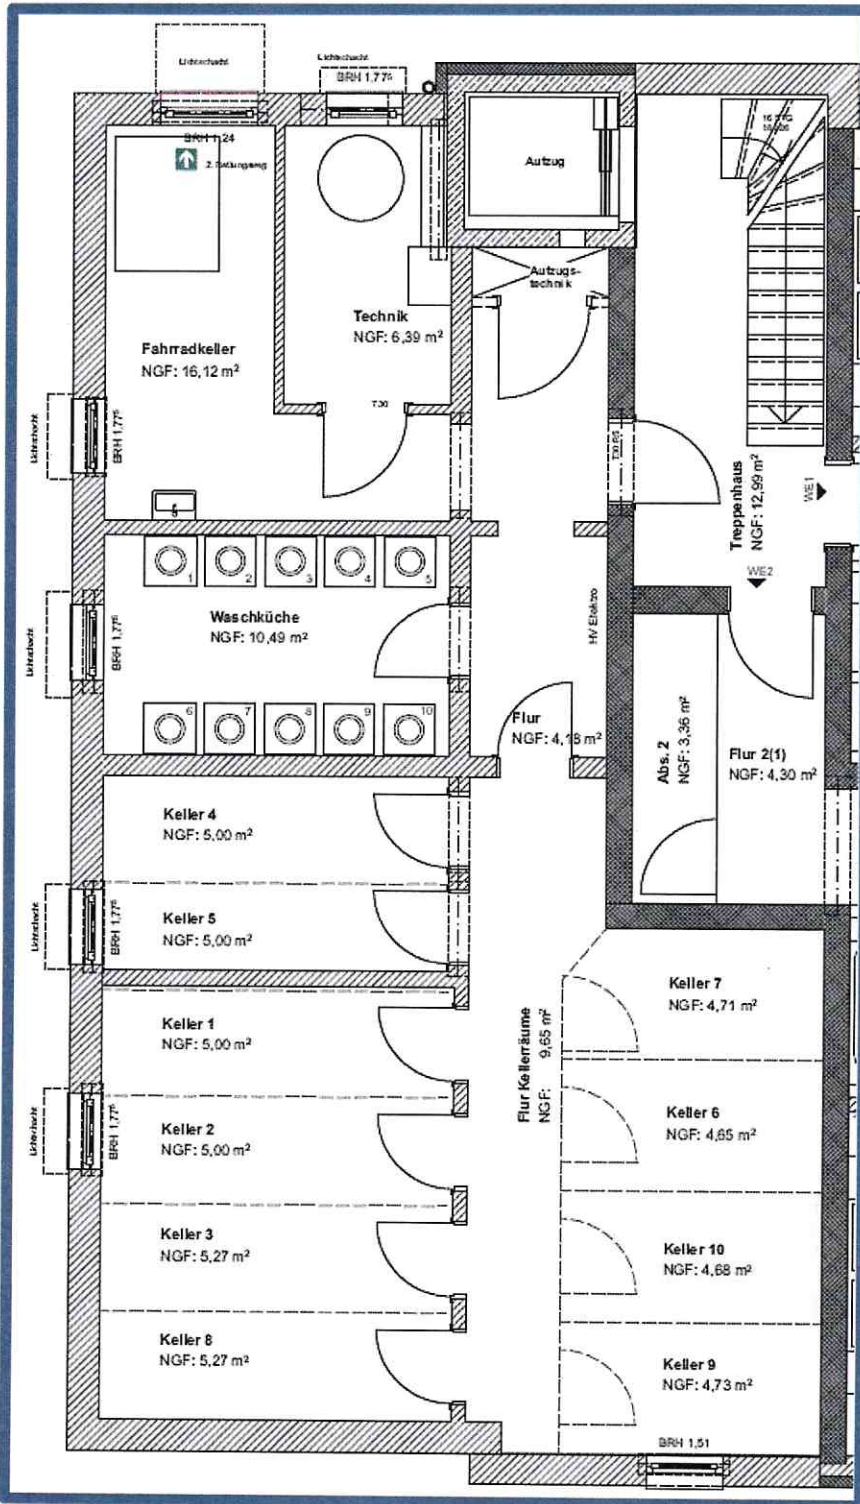 Lichtschacht
Lichtschacht
BRH 1,77⁵
BRH 1,24
2. Rettungsweg
Aufzug
Aufzugs-
technik
Technik
NGF: 6,39 m²
Fahrradkeller
NGF: 16,12 m²
T30
T30 RS
Lichtschacht
BRH 1,77⁵
Treppenhaus
NGF: 12,99 m²
WE1
WE2
1
2
3
4
5
Waschküche
NGF: 10,49 m²
Lichtschacht
BRH 1,77⁵
HV Elektro
6
7
8
9
10
Flur
NGF: 4,18 m²
Abs. 2
NGF: 3,36 m²
Flur 2(1)
NGF: 4,30 m²
Keller 4
NGF: 5,00 m²
Keller 5
NGF: 5,00 m²
Lichtschacht
BRH 1,77⁵
Keller 1
NGF: 5,00 m²
Keller 2
NGF: 5,00 m²
Lichtschacht
BRH 1,77⁵
Keller 3
NGF: 5,27 m²
Keller 8
NGF: 5,27 m²
Flur Kellerräume
NGF: 9,65 m²
Keller 7
NGF: 4,71 m²
Keller 6
NGF: 4,65 m²
Keller 10
NGF: 4,68 m²
Keller 9
NGF: 4,73 m²
BRH 1,51